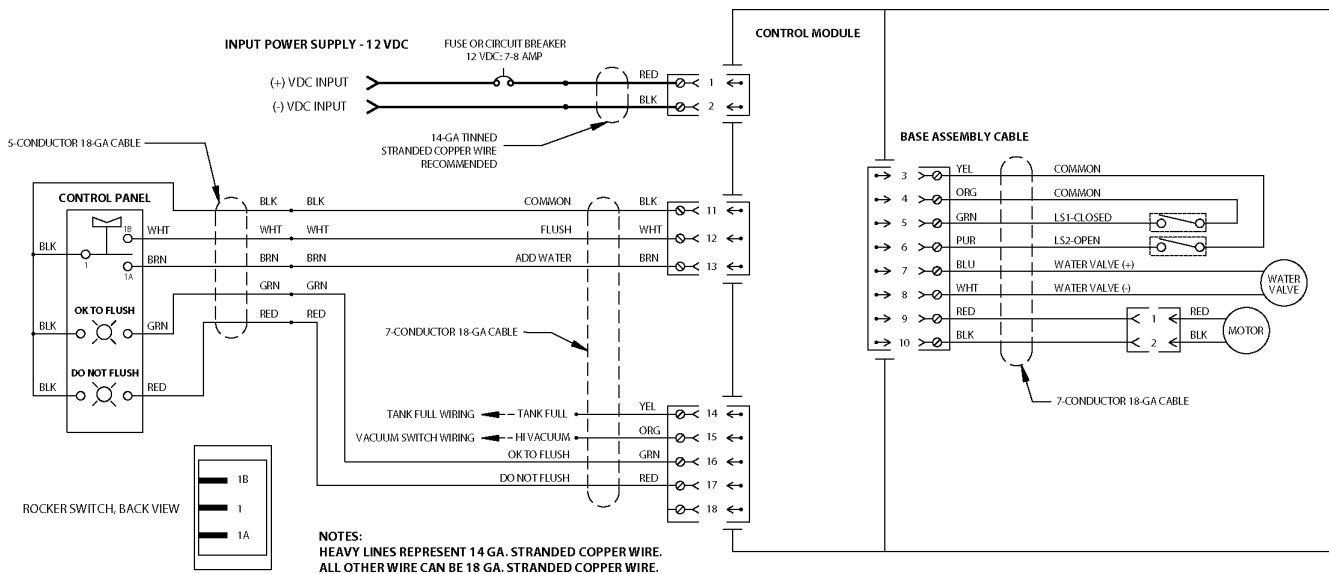 INPUT POWER SUPPLY - 12 VDC
FUSE OR CIRCUIT BREAKER
12 VDC: 7-8 AMP
CONTROL MODULE
(+) VDC INPUT
RED
1
(-) VDC INPUT
BLK
2
14-GA TINNED
STRANDED COPPER WIRE
RECOMMENDED
5-CONDUCTOR 18-GA CABLE
BASE ASSEMBLY CABLE
3 YEL COMMON
4 ORG COMMON
5 GRN LS1-CLOSED
6 PUR LS2-OPEN
7 BLU WATER VALVE (+)
8 WHT WATER VALVE (-)
WATER
VALVE
9 RED 1 RED
10 BLK 2 BLK
MOTOR
7-CONDUCTOR 18-GA CABLE
CONTROL PANEL
BLK BLK COMMON BLK 11
1B WHT WHT WHT FLUSH WHT 12
BLK
1
1A BRN BRN BRN ADD WATER BRN 13
GRN GRN
OK TO FLUSH
BLK GRN
RED RED
DO NOT FLUSH
BLK RED
7-CONDUCTOR 18-GA CABLE
TANK FULL WIRING TANK FULL YEL 14
VACUUM SWITCH WIRING HI VACUUM ORG 15
OK TO FLUSH GRN 16
DO NOT FLUSH RED 17
18
ROCKER SWITCH, BACK VIEW
1B
1
1A
NOTES:
HEAVY LINES REPRESENT 14 GA. STRANDED COPPER WIRE.
ALL OTHER WIRE CAN BE 18 GA. STRANDED COPPER WIRE.